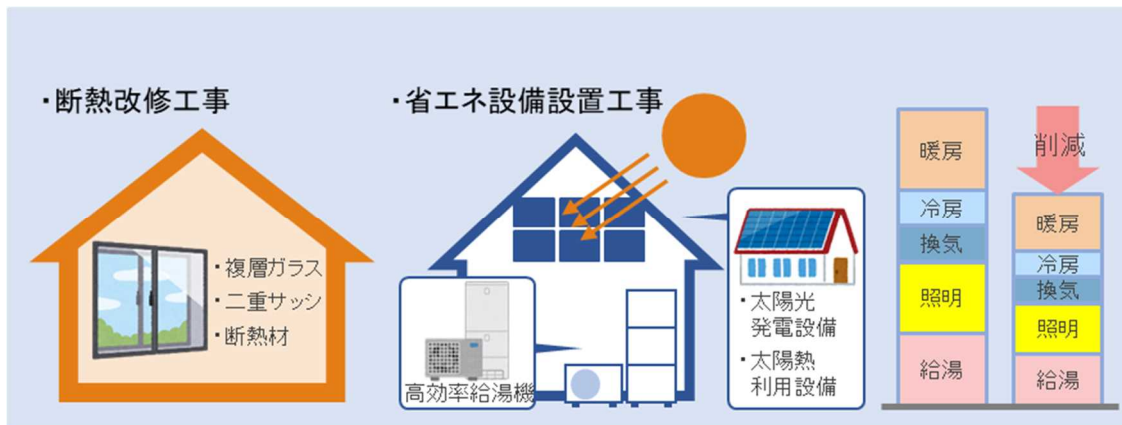 ・断熱改修工事
・複層ガラス
・二重サッシ
・断熱材
・省エネ設備設置工事
高効率給湯機
・太陽光
発電設備
・太陽熱
利用設備
暖房
冷房
換気
照明
給湯
削減
暖房
冷房
換気
照明
給湯